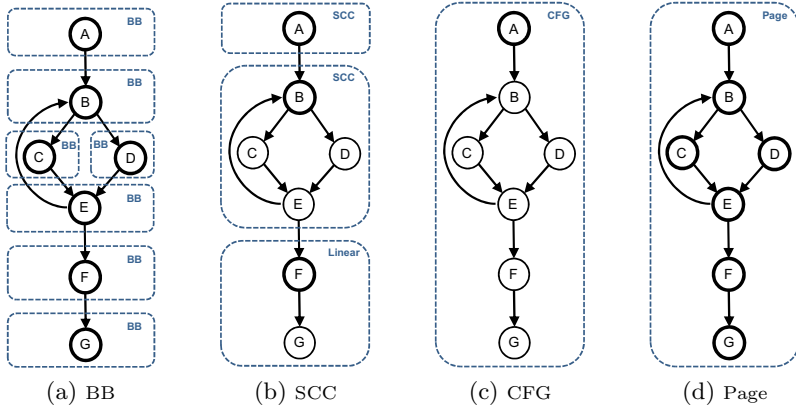 A BB
B BB
C BB BB D
E BB
F BB
G BB
(a) BB
A SCC
B SCC
C D
E
F Linear
G
(b) SCC
A CFG
B
C D
E
F
G
(c) CFG
A Page
B
C D
E
F
G
(d) Page